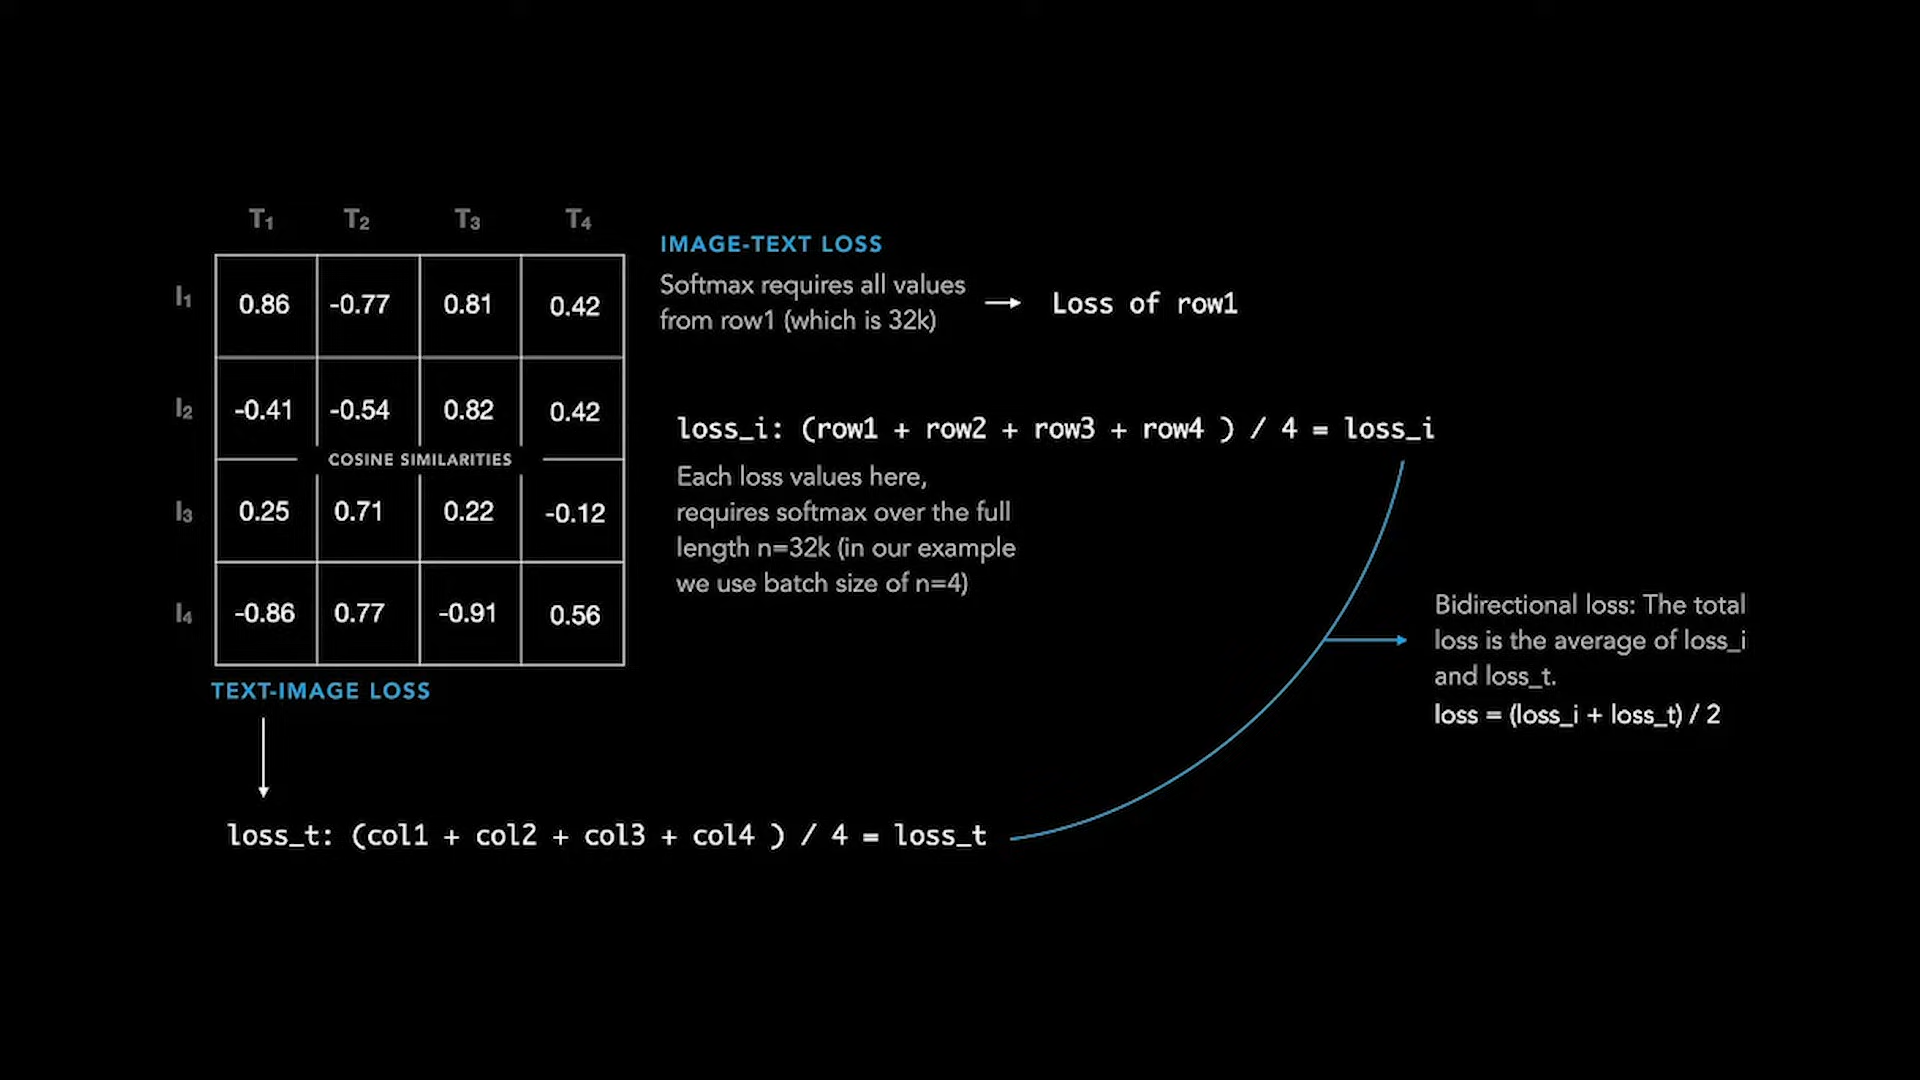 T₁ T₂ T₃ T₄
I₁ 0.86 -0.77 0.81 0.42
I₂ -0.41 -0.54 0.82 0.42
COSINE SIMILARITIES
I₃ 0.25 0.71 0.22 -0.12
I₄ -0.86 0.77 -0.91 0.56
IMAGE-TEXT LOSS
Softmax requires all values
from row1 (which is 32k)
→ Loss of row1
loss_i: (row1 + row2 + row3 + row4 ) / 4 = loss_i
Each loss values here,
requires softmax over the full
length n=32k (in our example
we use batch size of n=4)
Bidirectional loss: The total
loss is the average of loss_i
and loss_t.
loss = (loss_i + loss_t) / 2
TEXT-IMAGE LOSS
loss_t: (col1 + col2 + col3 + col4 ) / 4 = loss_t